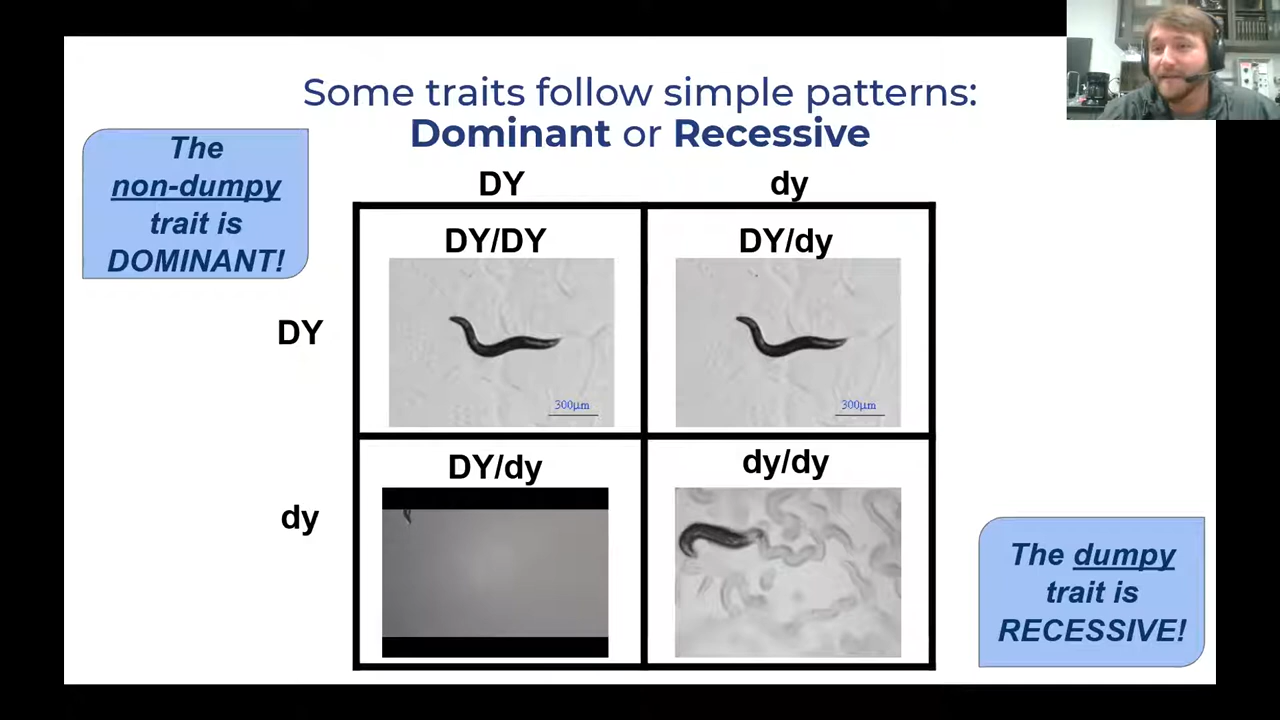 Some traits follow simple patterns:
Dominant or Recessive
The
non-dumpy
trait is
DOMINANT!
DY
dy
DY/DY
DY/dy
DY
300μm
300μm
DY/dy
dy/dy
dy
The dumpy
trait is
RECESSIVE!